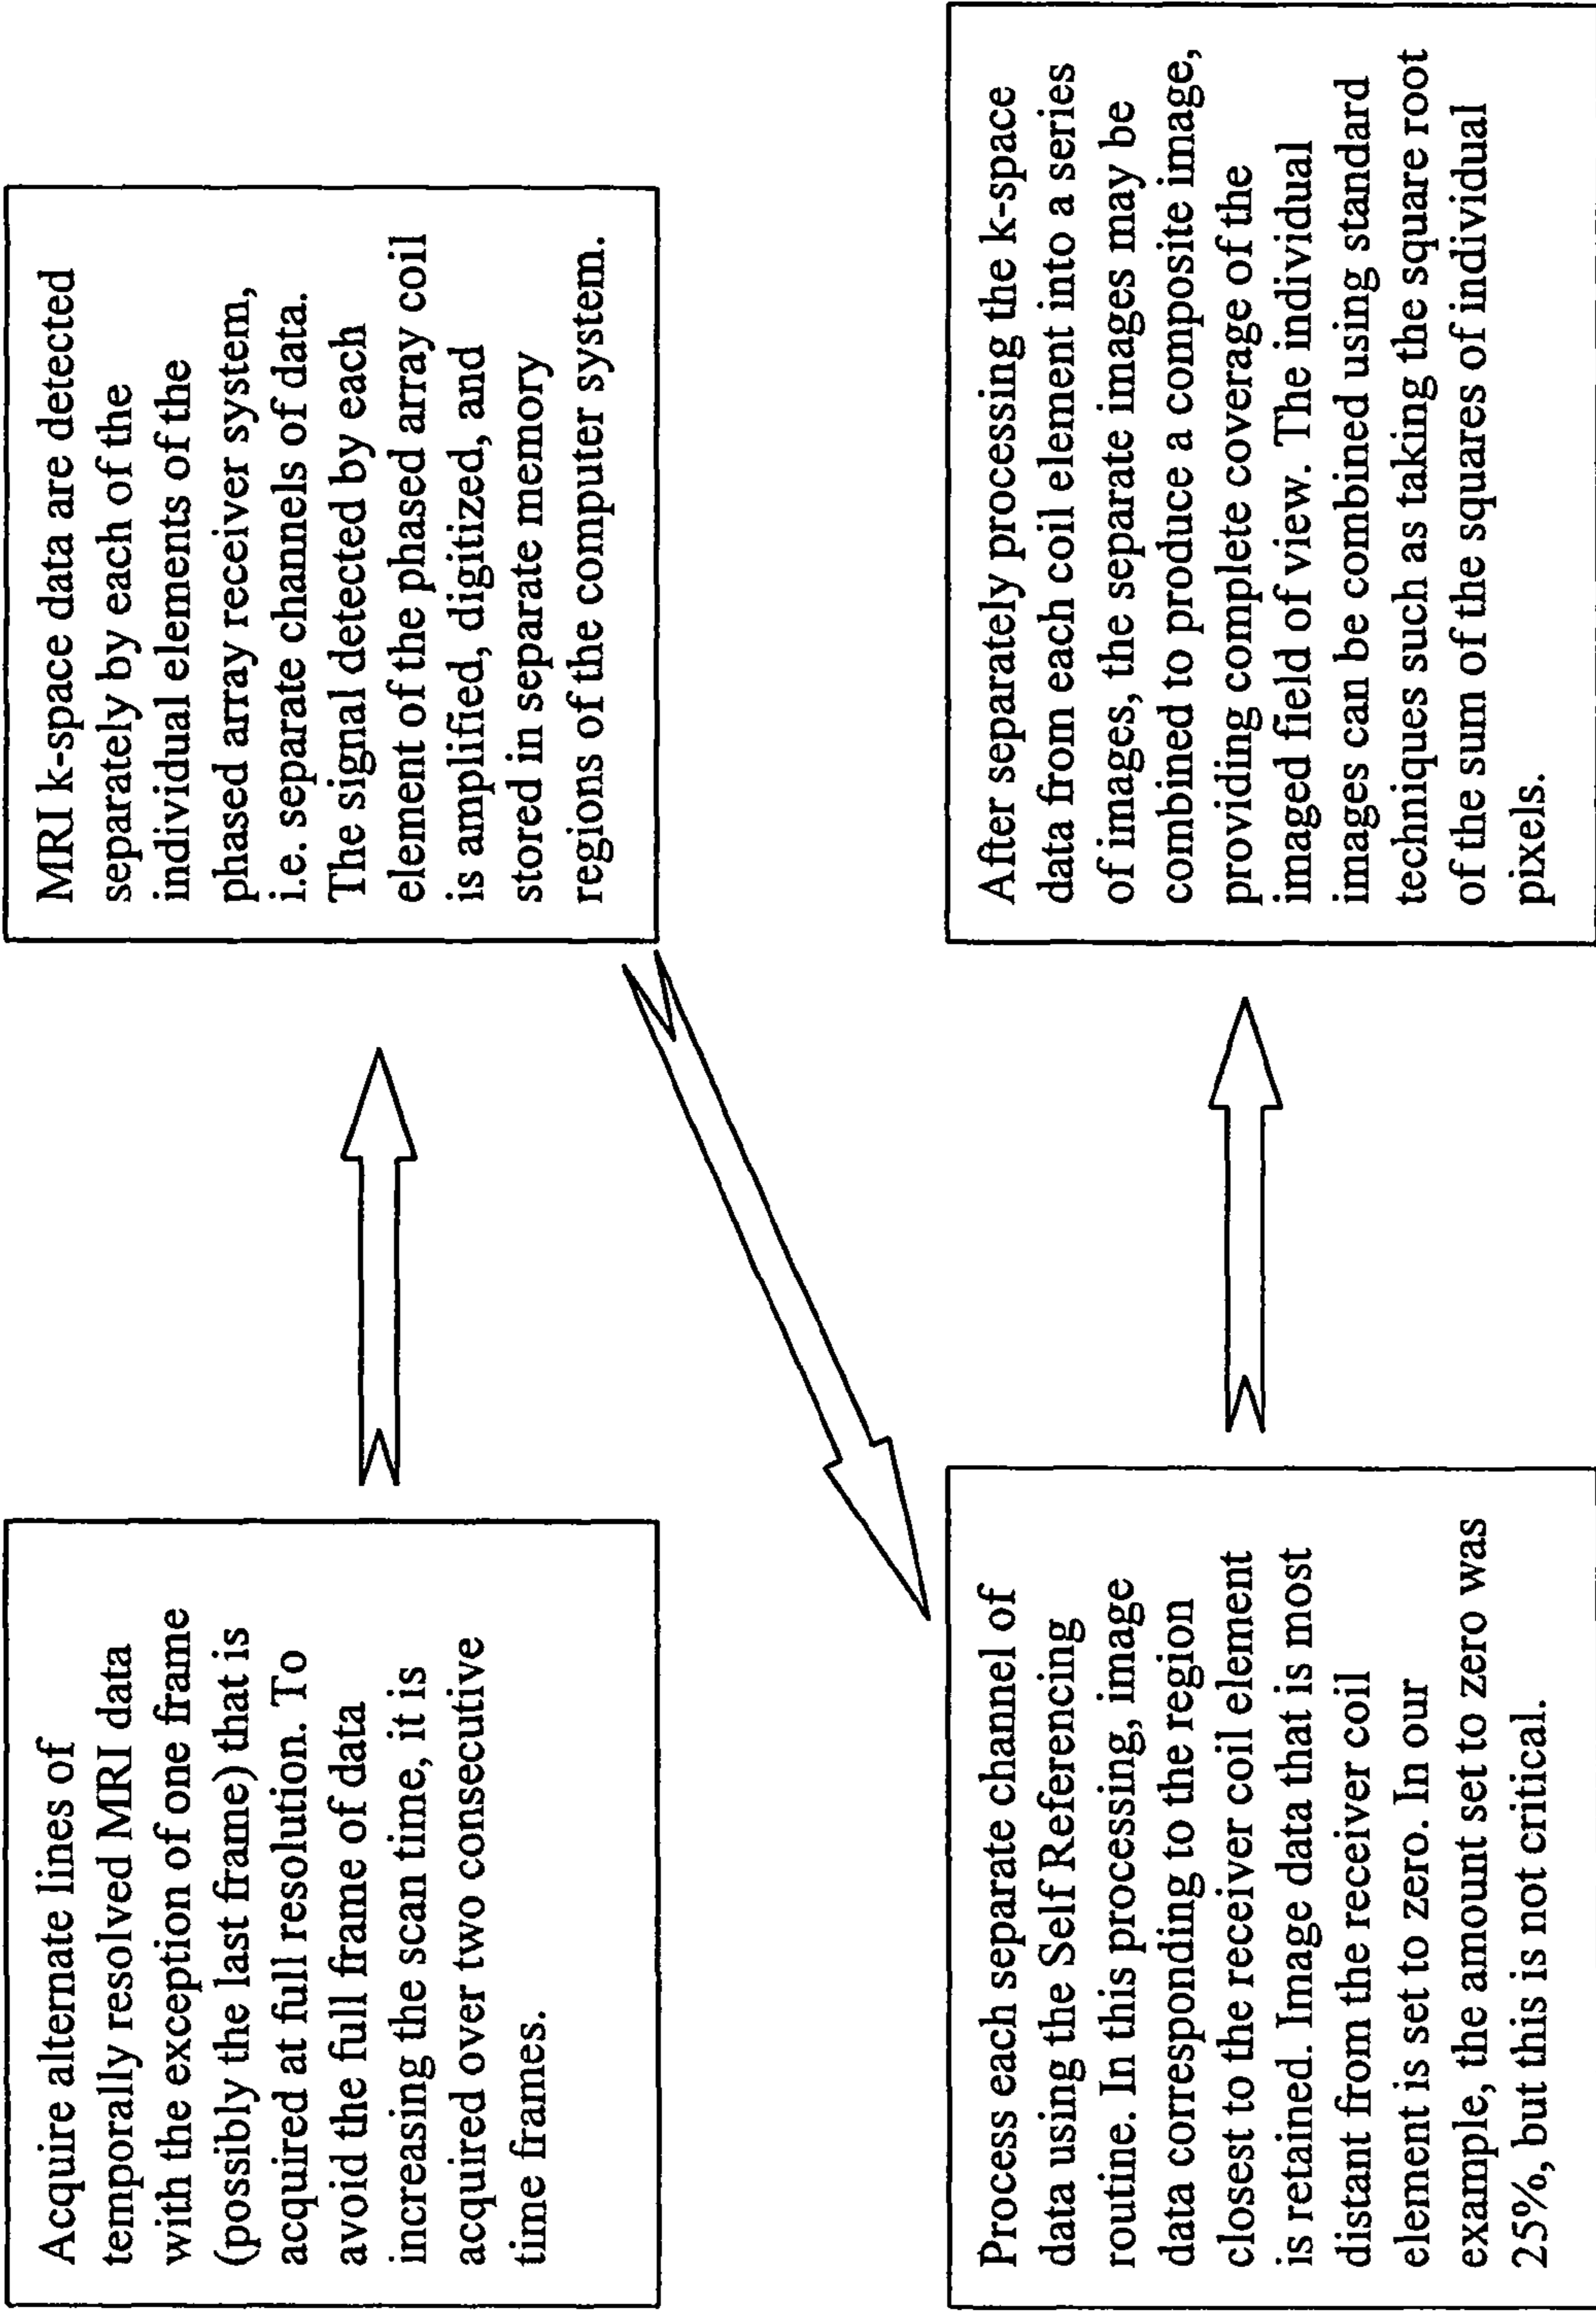 Acquire alternate lines of
temporally resolved MRI data
with the exception of one frame
(possibly the last frame) that is
acquired at full resolution. To
avoid the full frame of data
increasing the scan time, it is
acquired over two consecutive
time frames.
MRI k-space data are detected
separately by each of the
individual elements of the
phased array receiver system,
i.e. separate channels of data.
The signal detected by each
element of the phased array coil
is amplified, digitized, and
stored in separate memory
regions of the computer system.
Process each separate channel of
data using the Self Referencing
routine. In this processing, image
data corresponding to the region
closest to the receiver coil element
is retained. Image data that is most
distant from the receiver coil
element is set to zero. In our
example, the amount set to zero was
25%, but this is not critical.
After separately processing the k-space
data from each coil element into a series
of images, the separate images may be
combined to produce a composite image,
providing complete coverage of the
imaged field of view. The individual
images can be combined using standard
techniques such as taking the square root
of the sum of the squares of individual
pixels.